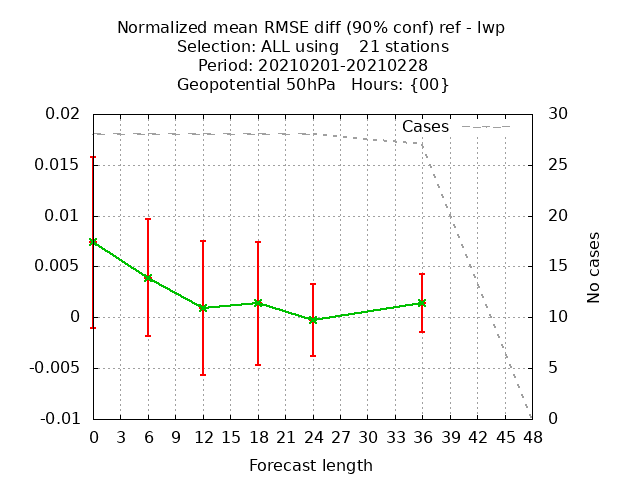 Normalized mean RMSE diff (90% conf) ref - lwp
Selection: ALL using    21 stations
Period: 20210201-20210228
Geopotential 50hPa   Hours: {00}
0.02
0.015
0.01
0.005
0
-0.005
-0.01
Cases
30
25
20
15
10
5
0
No cases
0 3 6 9 12 15 18 21 24 27 30 33 36 39 42 45 48
Forecast length